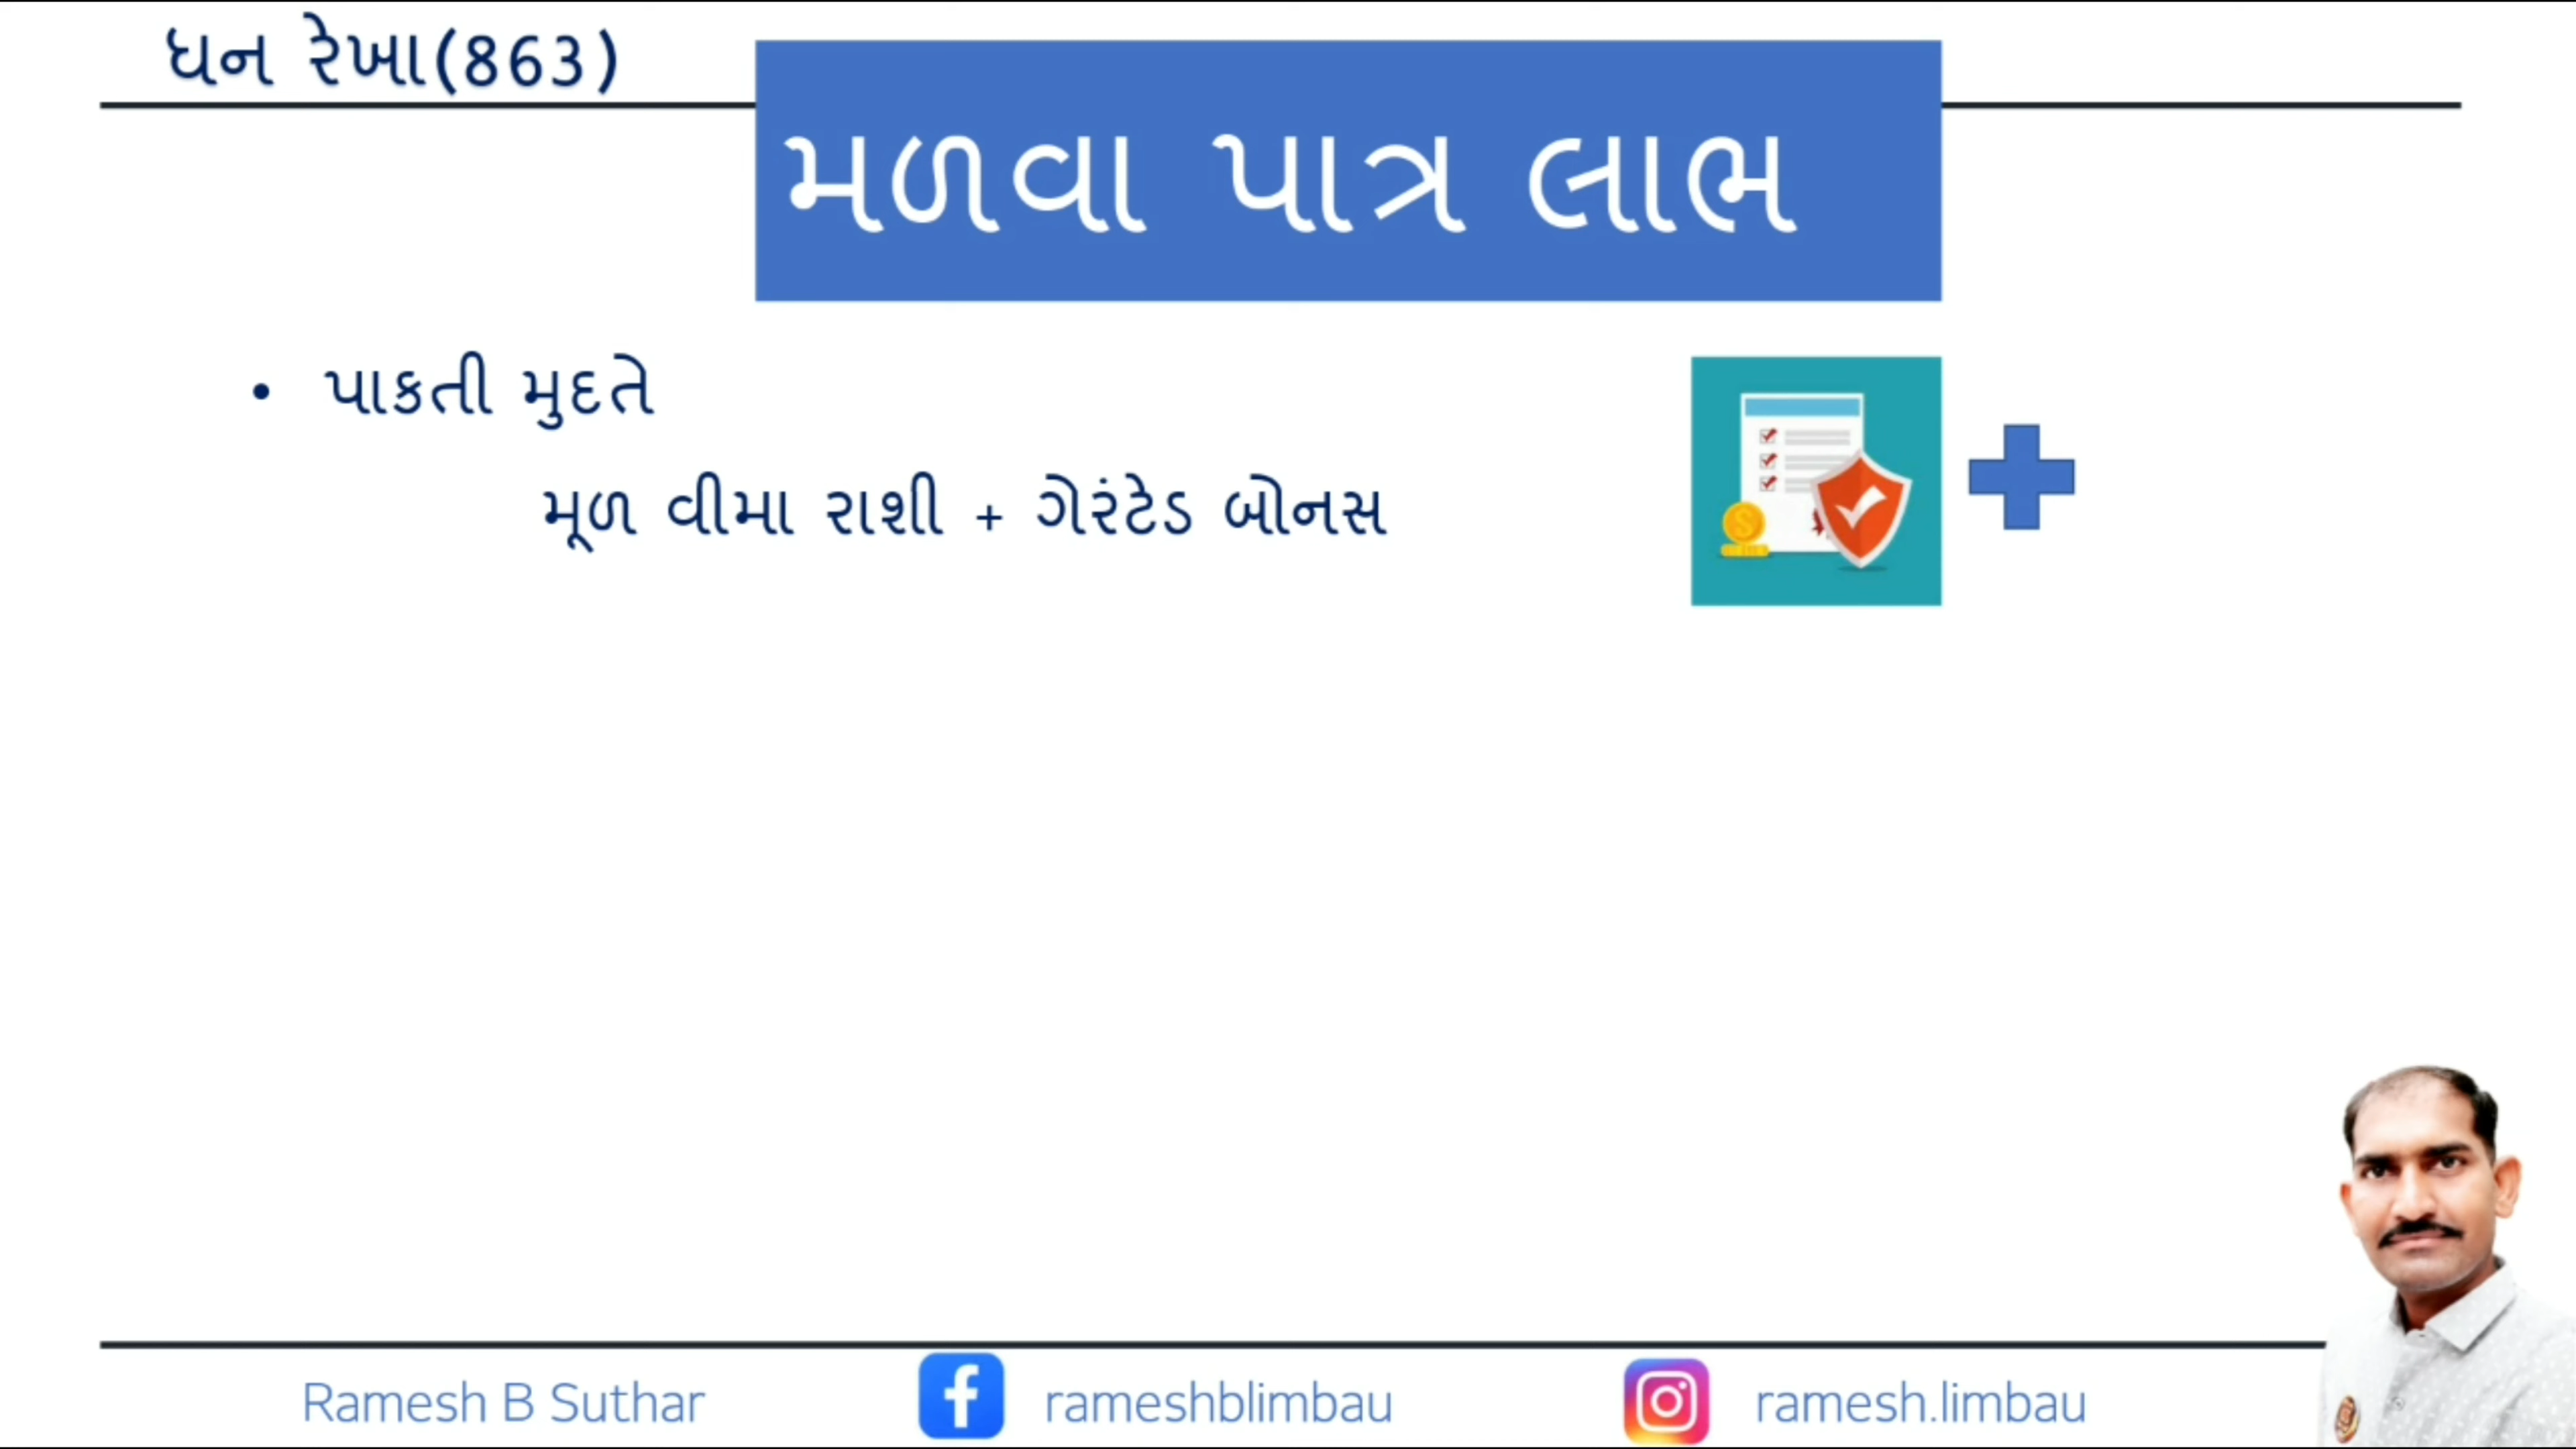 ધન રેખા(863)
મળવા પાત્ર લાભ
• પાકતી મુદતે
મૂળ વીમા રાશી + ગેરંટેડ બોનસ
Ramesh B Suthar
rameshblimbau
ramesh.limbau